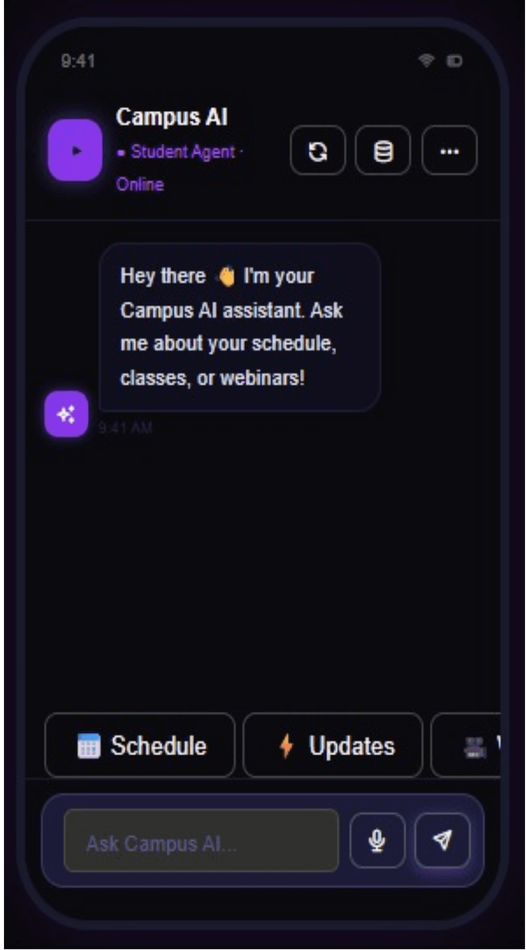 9:41
Campus AI
• Student Agent ·
Online
Hey there 👋 I'm your
Campus AI assistant. Ask
me about your schedule,
classes, or webinars!
9:41 AM
Schedule
Updates
Ask Campus AI...